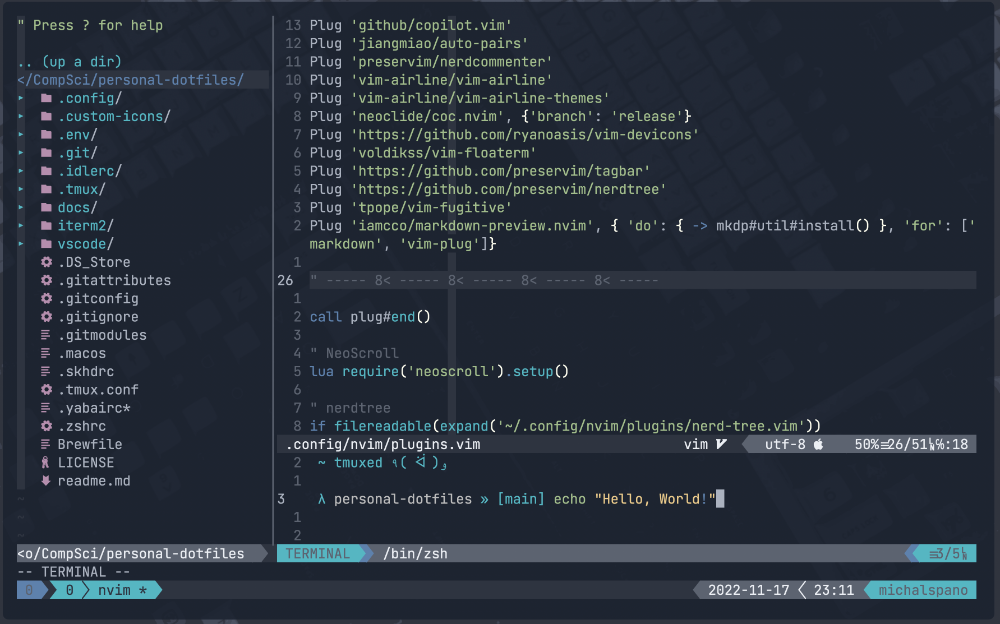 " Press ? for help
.. (up a dir)
</CompSci/personal-dotfiles/
.config/
.custom-icons/
.env/
.git/
.idlerc/
.tmux/
docs/
iterm2/
vscode/
.DS_Store
.gitattributes
.gitconfig
.gitignore
.gitmodules
.macos
.skhdrc
.tmux.conf
.yabairc*
.zshrc
Brewfile
LICENSE
readme.md
<o/CompSci/personal-dotfiles
13 Plug 'github/copilot.vim'
12 Plug 'jiangmiao/auto-pairs'
11 Plug 'preservim/nerdcommenter'
10 Plug 'vim-airline/vim-airline'
9 Plug 'vim-airline/vim-airline-themes'
8 Plug 'neoclide/coc.nvim', {'branch': 'release'}
7 Plug 'https://github.com/ryanoasis/vim-devicons'
6 Plug 'voldikss/vim-floaterm'
5 Plug 'https://github.com/preservim/tagbar'
4 Plug 'https://github.com/preservim/nerdtree'
3 Plug 'tpope/vim-fugitive'
2 Plug 'iamcco/markdown-preview.nvim', { 'do': { -> mkdp#util#install() }, 'for': ['
markdown', 'vim-plug']}
1
26 " ----- 8< ----- 8< ----- 8< ----- 8< -----
1
2 call plug#end()
3
4 " NeoScroll
5 lua require('neoscroll').setup()
6
7 " nerdtree
8 if filereadable(expand('~/.config/nvim/plugins/nerd-tree.vim'))
.config/nvim/plugins.vim vim utf-8 50% 26/51 :18
2 ~ tmuxed
1
3 λ personal-dotfiles » [main] echo "Hello, World!"
1
2
TERMINAL /bin/zsh 3/5
-- TERMINAL --
0 0 nvim * 2022-11-17 23:11 michalspano